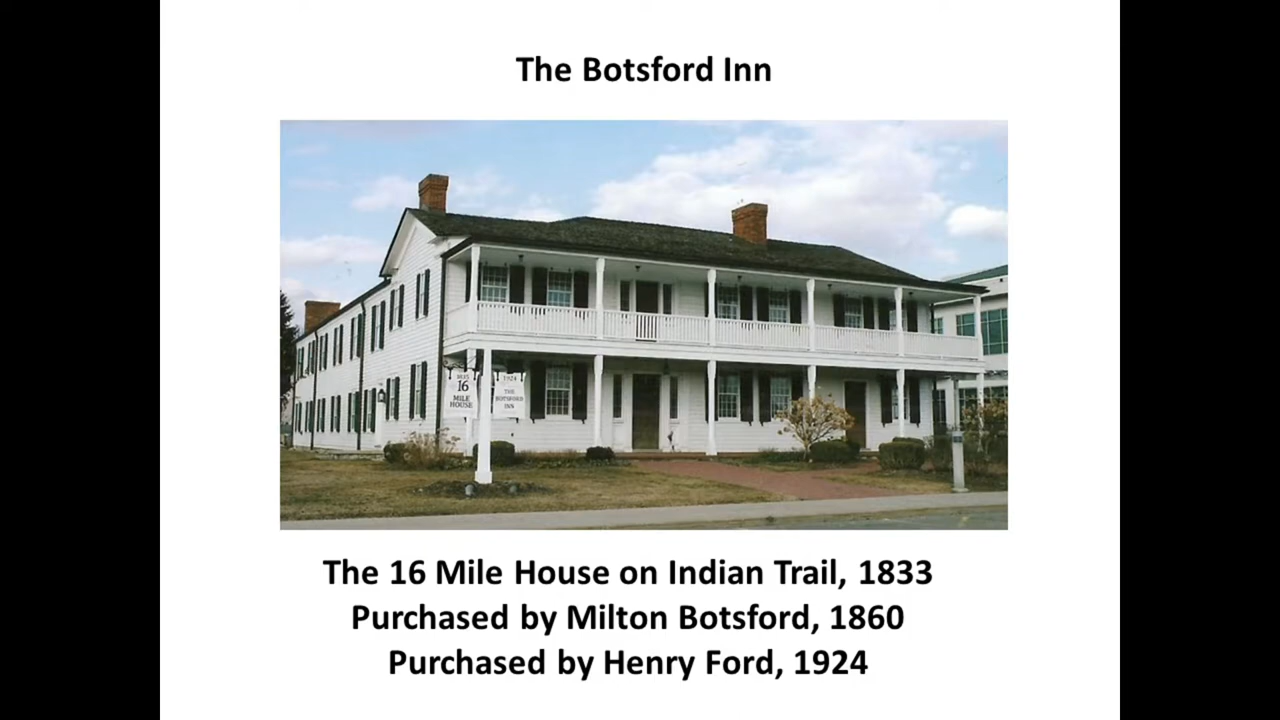 The Botsford Inn
16
MILE
HOUSE
1924
THE
BOTSFORD
INN
The 16 Mile House on Indian Trail, 1833
Purchased by Milton Botsford, 1860
Purchased by Henry Ford, 1924